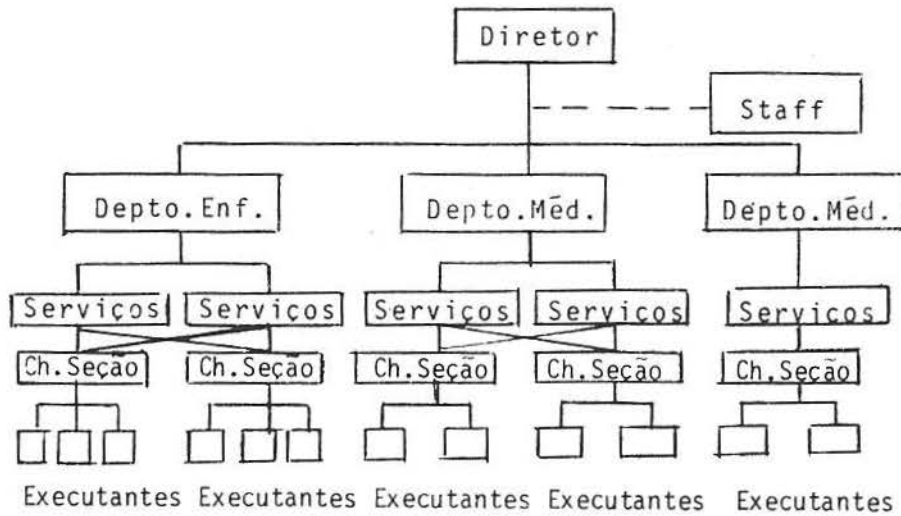 Diretor
Staff
Depto.Enf. Depto.Méd. Depto.Méd.
Serviços Serviços Serviços Serviços Serviços
Ch.Seção Ch.Seção Ch.Seção Ch.Seção Ch.Seção
Executantes Executantes Executantes Executantes Executantes